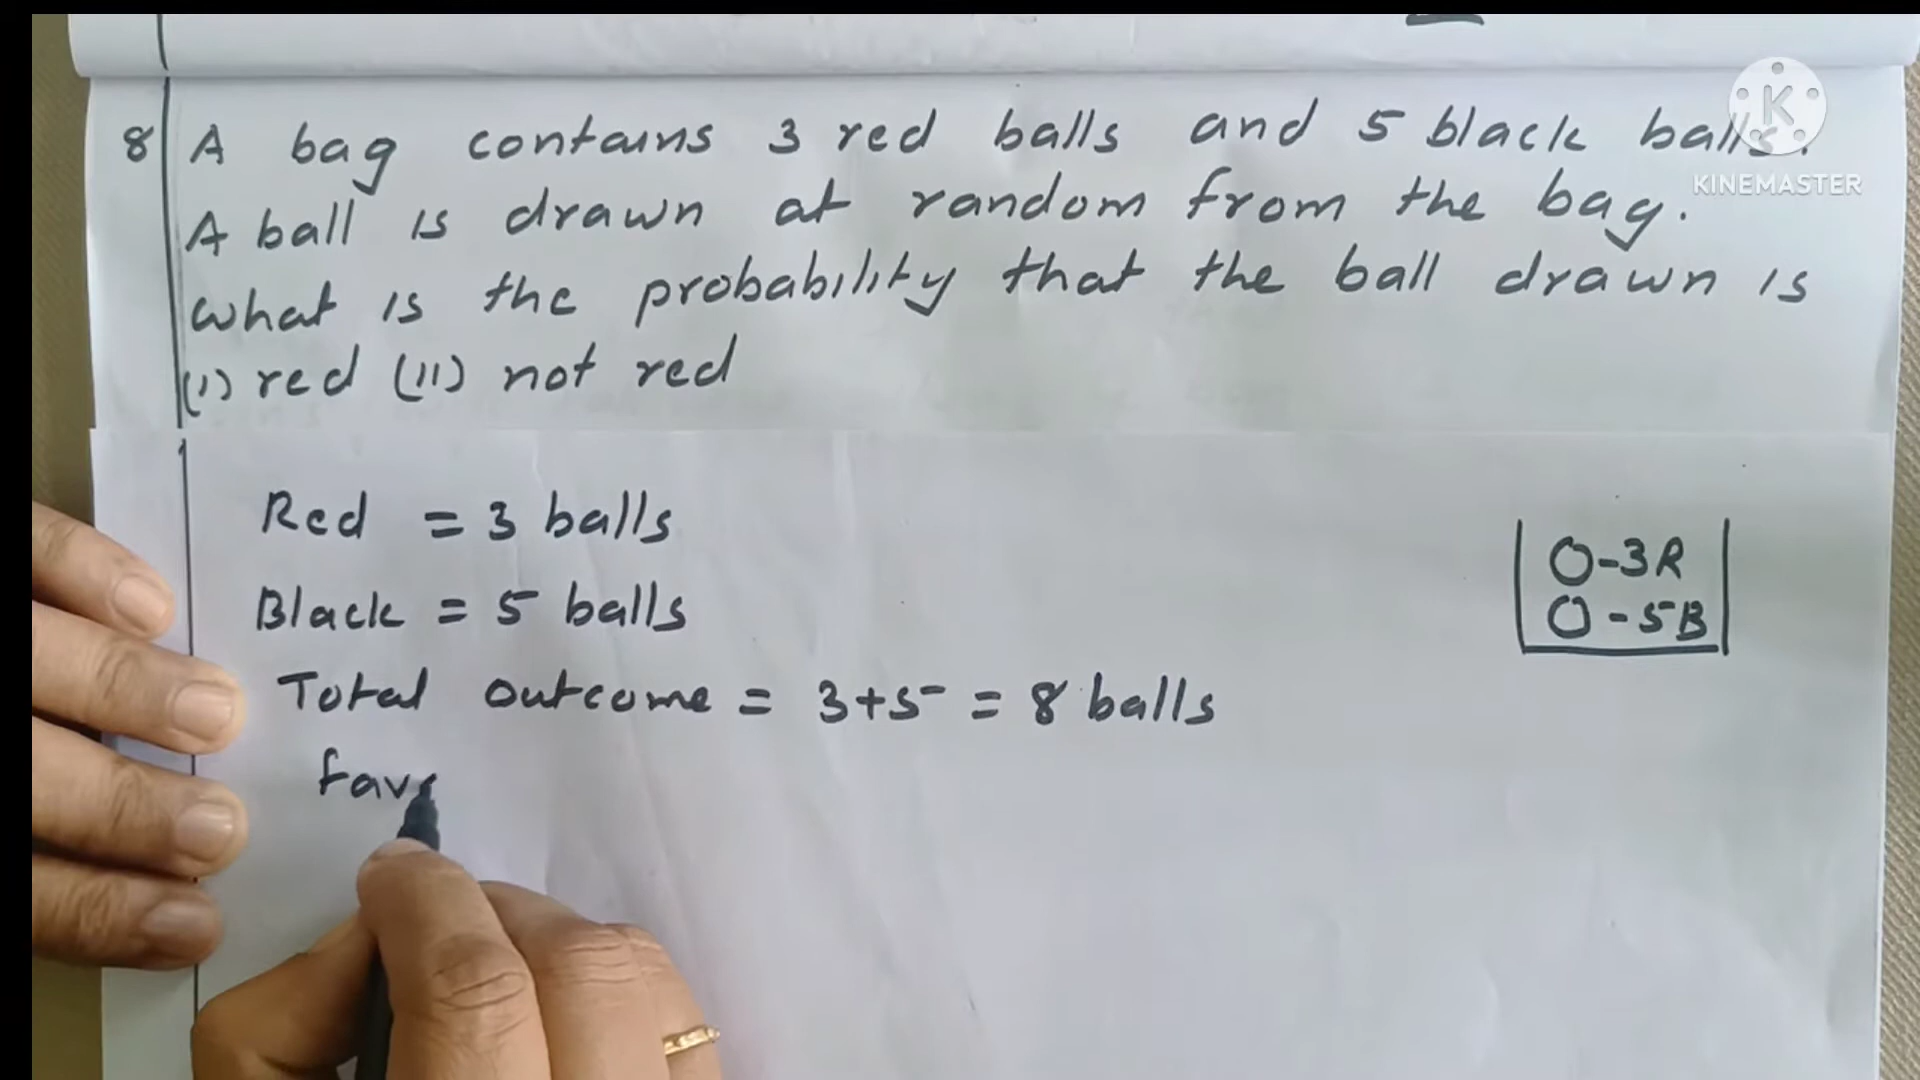 8 A bag contains 3 red balls and 5 black balls.
A ball is drawn at random from the bag.
What is the probability that the ball drawn is
(i) red (ii) not red
Red = 3 balls
Black = 5 balls
Total outcome = 3+5 = 8 balls
favo
O-3R
O-5B
K
KINEMASTER